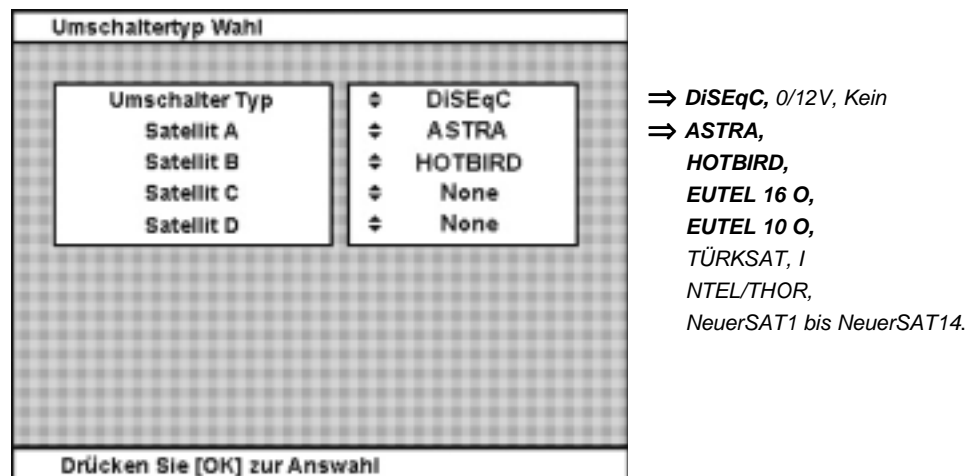 Umschaltertyp Wahl
Umschalter Typ DiSEqC
Satellit A ASTRA
Satellit B HOTBIRD
Satellit C None
Satellit D None
Drücken Sie [OK] zur Answahl
⇒ DiSEqC, 0/12V, Kein
⇒ ASTRA,
HOTBIRD,
EUTEL 16 O,
EUTEL 10 O,
TÜRKSAT, I
NTEL/THOR,
NeuerSAT1 bis NeuerSAT14.